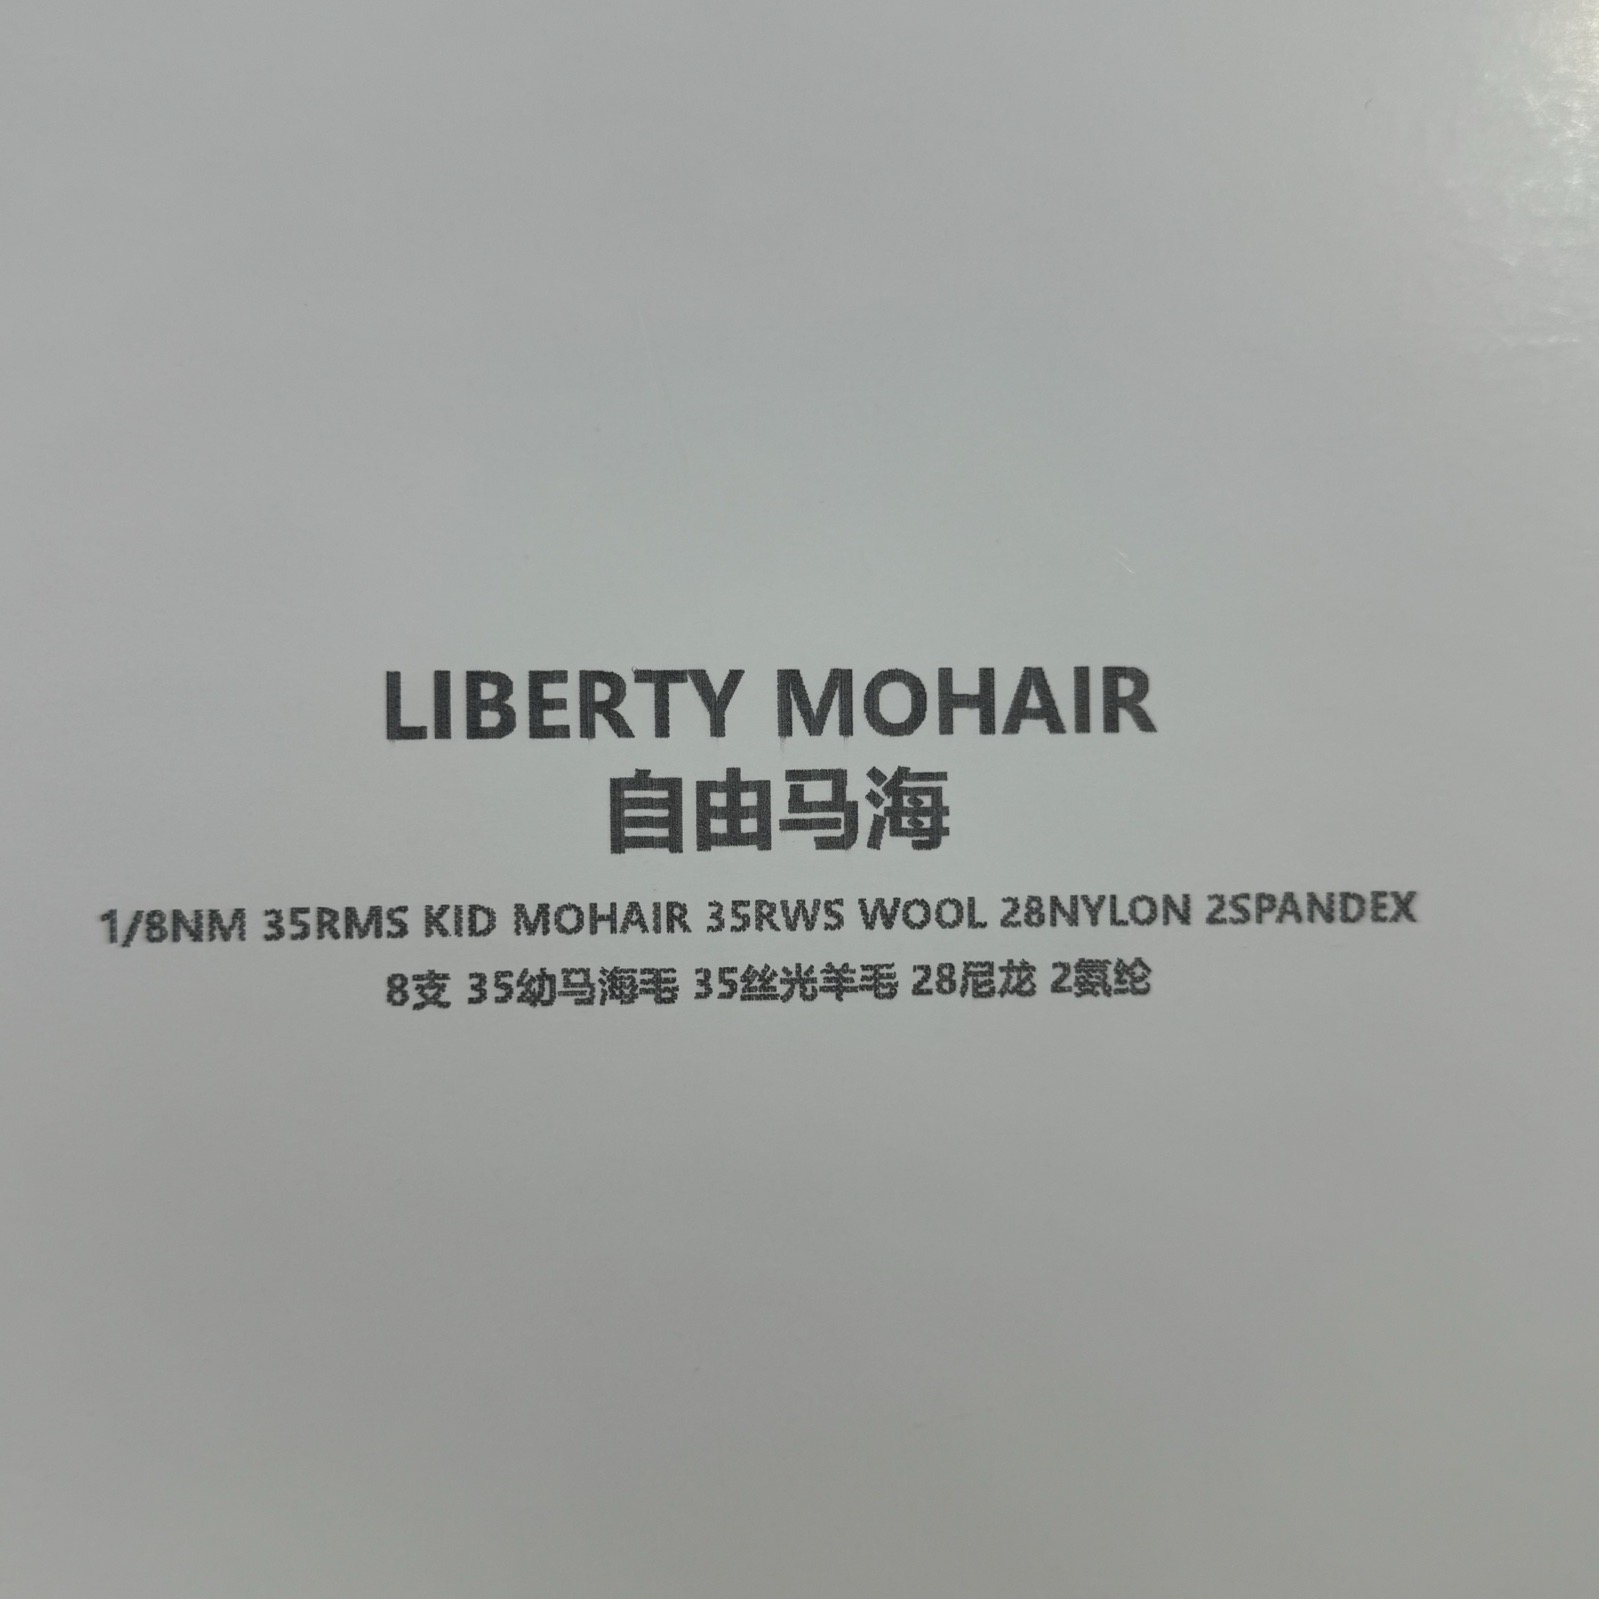 LIBERTY MOHAIR
自由马海
1/8NM 35RMS KID MOHAIR 35RWS WOOL 28NYLON 2SPANDEX
8支 35幼马海毛 35丝光羊毛 28尼龙 2氨纶